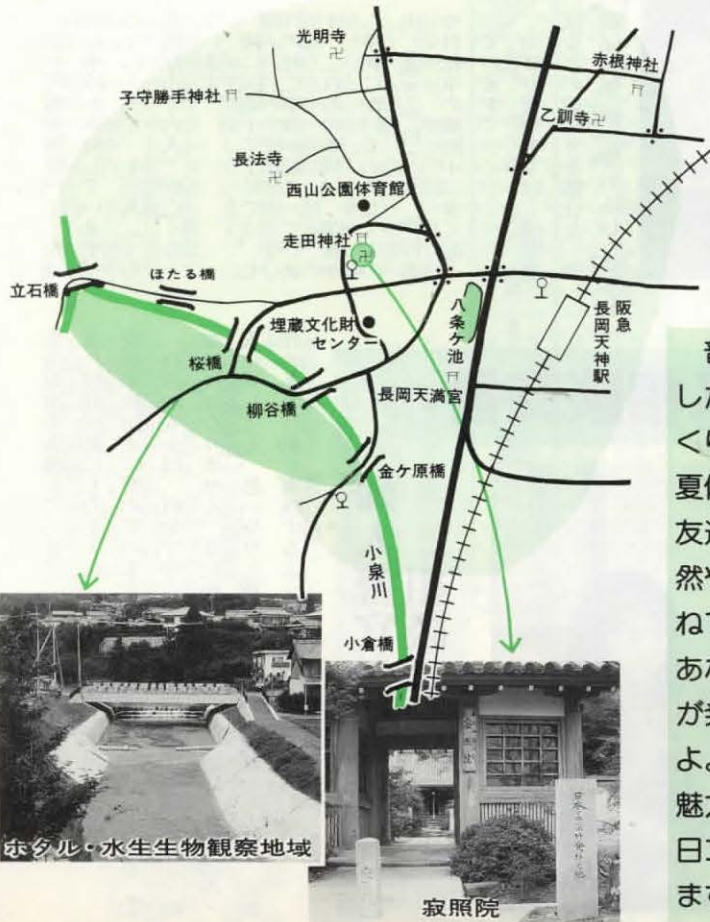 光明寺
赤根神社
子守勝手神社
乙訓寺
長法寺
西山公園体育館
走田神社
ほたる橋
立石橋
埋蔵文化財
センター
八条ケ池
阪急
長岡天神駅
桜橋
長岡天満宮
柳谷橋
金ケ原橋
小泉川
小倉橋
した
くり
夏休
友達
然や
ねて
あな
が
よ
魅力
日
ます
ホタル・水生生物観察地域
寂照院